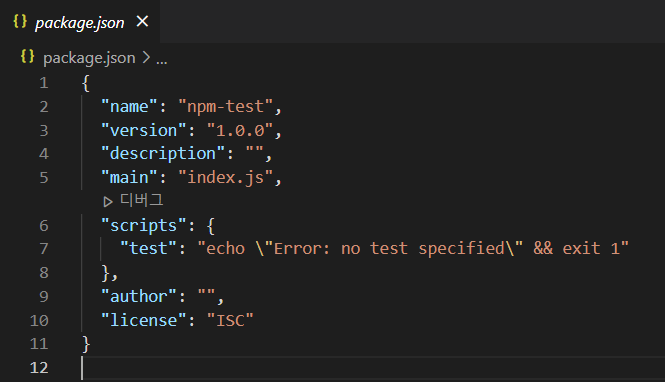 {} package.json ×
{} package.json > ...
1 {
2 "name": "npm-test",
3 "version": "1.0.0",
4 "description": "",
5 "main": "index.js",
▷ 디버그
6 "scripts": {
7 "test": "echo \"Error: no test specified\" && exit 1"
8 },
9 "author": "",
10 "license": "ISC"
11 }
12